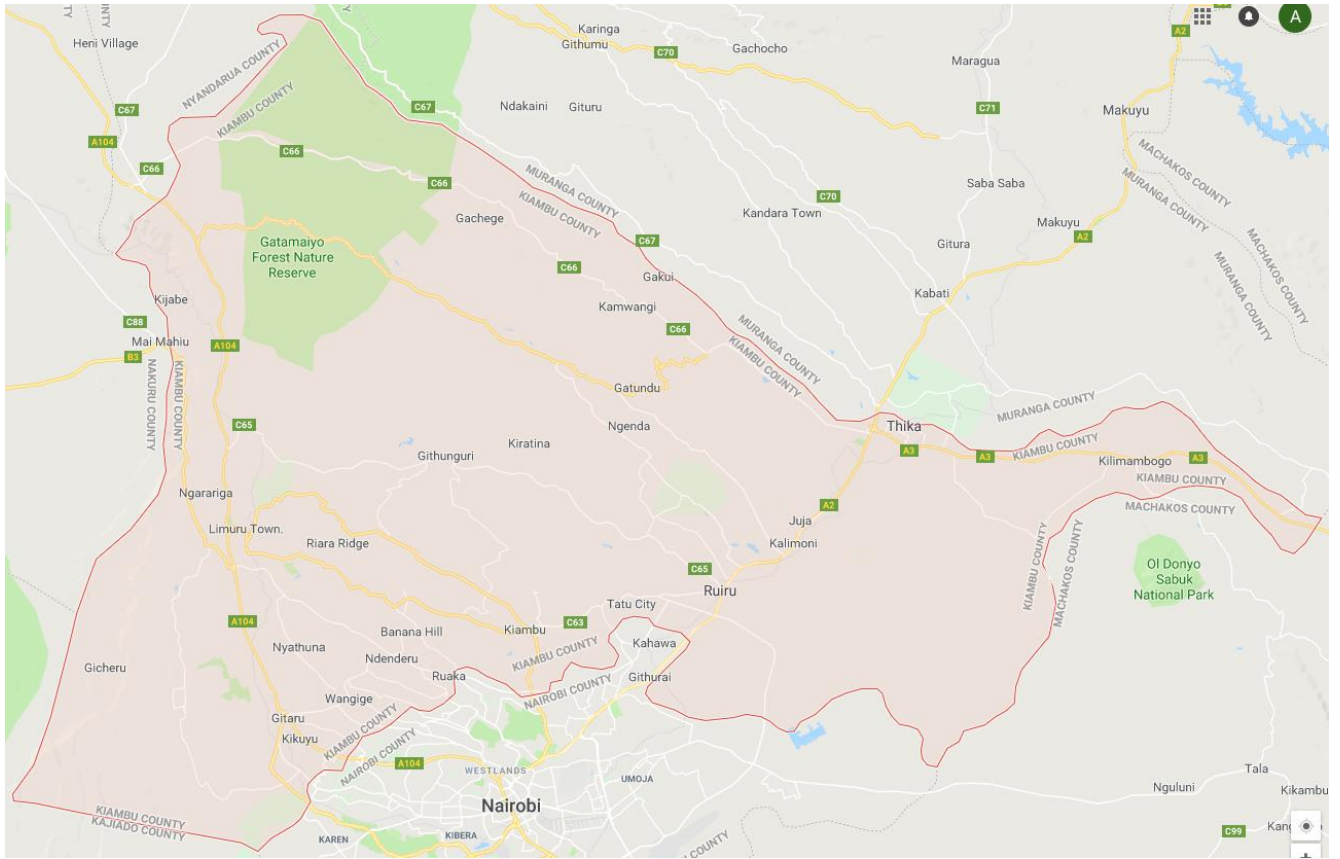 Heni Village
NYANDARUA COUNTY
KIAMBU COUNTY
C67
A104
C66
C66
C66
C67
Karinga
Githumu
C70
Gachocho
Ndakaini
Gituru
Maragua
C71
A2
A
Makuyu
MACHAKOS COUNTY
MURANGA COUNTY
MACHAKOS COUNTY
MURANGA COUNTY
Saba Saba
C70
Kandara Town
Makuyu
A2
Gitura
MURANGA COUNTY
KIAMBU COUNTY
Gachege
C67
C66
Gakui
Kabati
Gatamaiyo
Forest Nature
Reserve
Kijabe
C88
Mai Mahiu
B3
A104
Kamwangi
C66
MURANGA COUNTY
KIAMBU COUNTY
NAKURU COUNTY
KIAMBU COUNTY
Gatundu
Ngenda
C65
Kiratina
Githunguri
Thika
MURANGA COUNTY
A3
A3
KIAMBU COUNTY
Kilimambogo
A3
KIAMBU COUNTY
MACHAKOS COUNTY
Ngarariga
Limuru Town.
Riara Ridge
A2
Juja
Kalimoni
KIAMBU COUNTY
MACHAKOS COUNTY
Ol Donyo
Sabuk
National Park
C65
Ruiru
Tatu City
A104
Banana Hill
Kiambu
C63
Nyathuna
Ndenderu
KIAMBU COUNTY
Kahawa
Gicheru
Ruaka
NAIROBI COUNTY
Githurai
Wangige
Gitaru
Kikuyu
KIAMBU COUNTY
NAIROBI COUNTY
A104
WESTLANDS
UMOJA
Nairobi
KIAMBU COUNTY
KAJIADO COUNTY
KAREN
KIBERA
Tala
Nguluni
Kikambu
C99